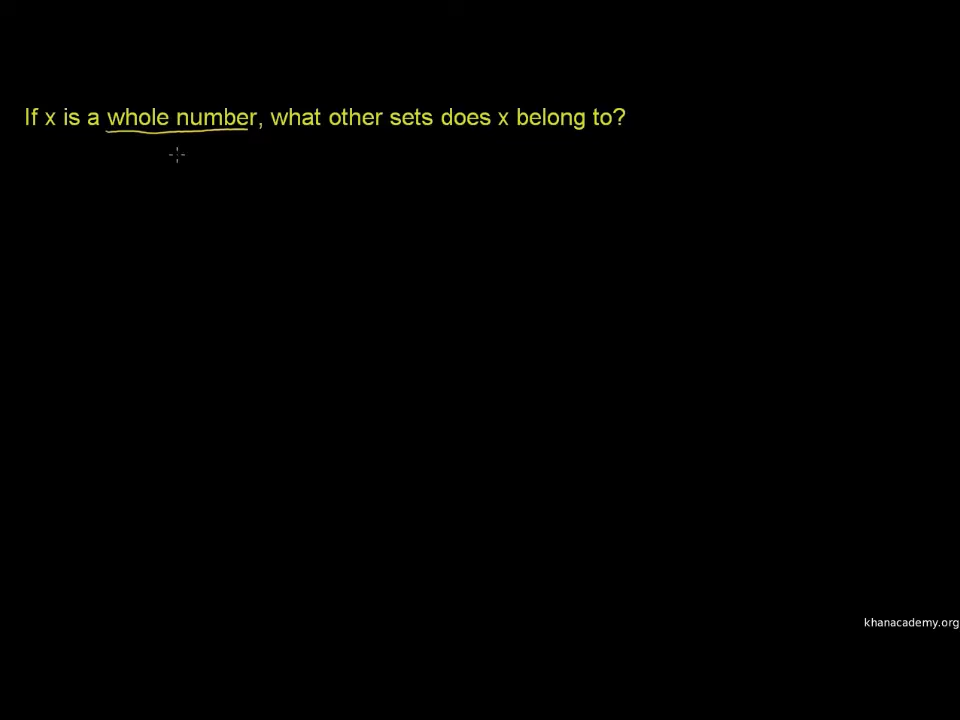 If x is a whole number, what other sets does x belong to?
khanacademy.org